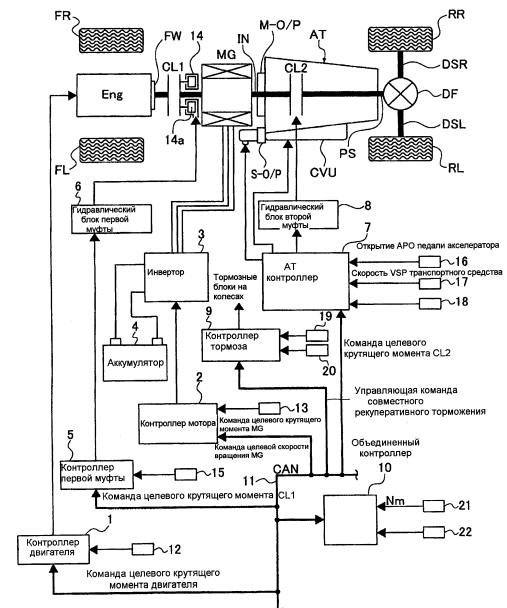 FR
FW
14
MG
IN
M-O/P
AT
RR
CL1
CL2
DSR
Eng
DF
14a
DSL
FL
S-O/P
CVU
PS
RL
6
Гидравлический
блок первой
муфты
8
Гидравлический
блок второй
муфты
3
Инвертор
Тормозные
блоки на
колесах
7
AT
контроллер
Открытие APO педали акселератора
16
Скорость VSP транспортного средства
17
18
4
Аккумулятор
9
Контроллер
тормоза
19
20
Команда целевого
крутящего момента CL2
2
Контроллер мотора
13
Команда целевого крутящего
момента MG
Команда целевой скорости
вращения MG
Управляющая команда
совместного
рекуперативного торможения
5
Контроллер
первой муфты
15
CAN
11
Объединенный
контроллер
10
Команда целевого крутящего момента CL1
Nm
21
22
1
Контроллер
двигателя
12
Команда целевого крутящего
момента двигателя